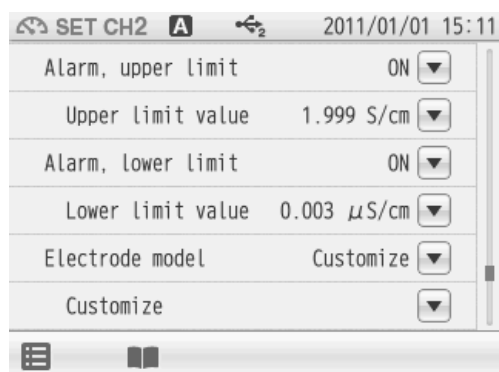 SET CH2 A 2 2011/01/01 15:11
Alarm, upper limit ON
Upper limit value 1.999 S/cm
Alarm, lower limit ON
Lower limit value 0.003 μS/cm
Electrode model Customize
Customize